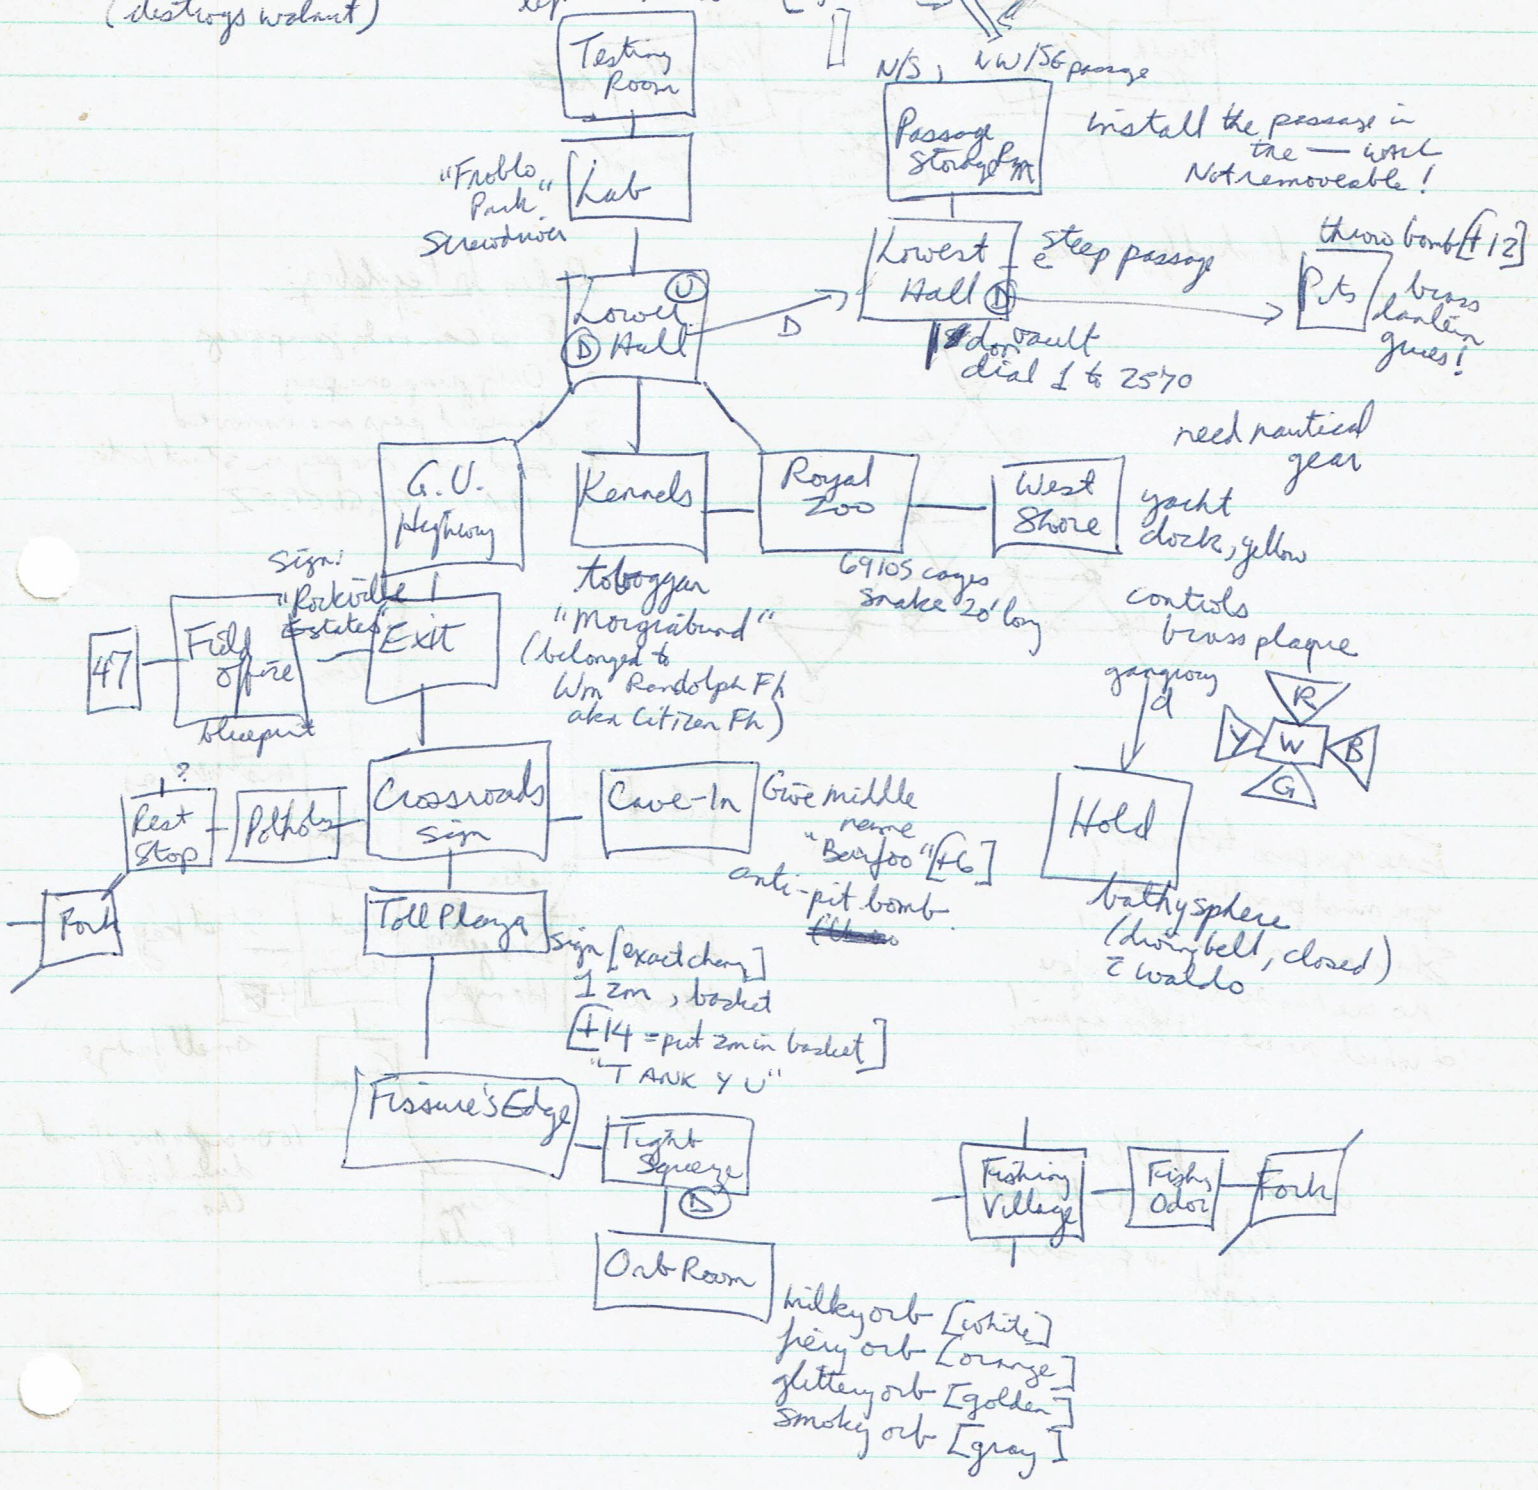 (destroys walnut)
Testing
Room
N/S, NW/SE passage
Passage
Storage Rm
install the passage in
the — wall
Not removeable!
"Froblo
Park"
Screwdriver
Lab
Lowest
Hall D
steep passage
throw bomb [+12]
Pits
brass
lantern
gives!
Lower U
D Hall
D
door vault
dial 1 to 2570
need nautical
gear
G.U.
Highway
Kennels
Royal
Zoo
West
Shore
yacht
dock, yellow
toboggan
"Morgiabund"
(belonged to
Wm Randolph Fh
aka Citizen Fh)
69105 cages
snake 20' long
sign:
"Rockville
Estates"
47
Field
office
blueprint
Exit
controls
brass plaque
gangway
d
R
Y W B
G
?
Rest
Stop
Potholes
Crossroads
sign
Cave-In
Give middle
name
"Barfoo" [+6]
anti-pit bomb
Hold
bathysphere
(diving bell, closed)
c̄ waldo
Fork
Toll Plaza
sign [exact change]
1 zm, basket
[+14 = put zm in basket]
"T ANK Y U"
Fissure's Edge
Tight
Squeeze
D
Orb Room
milky orb [white]
fiery orb [orange]
glittery orb [golden]
smoky orb [gray]
Fishing
Village
Fishy
Odor
Fork